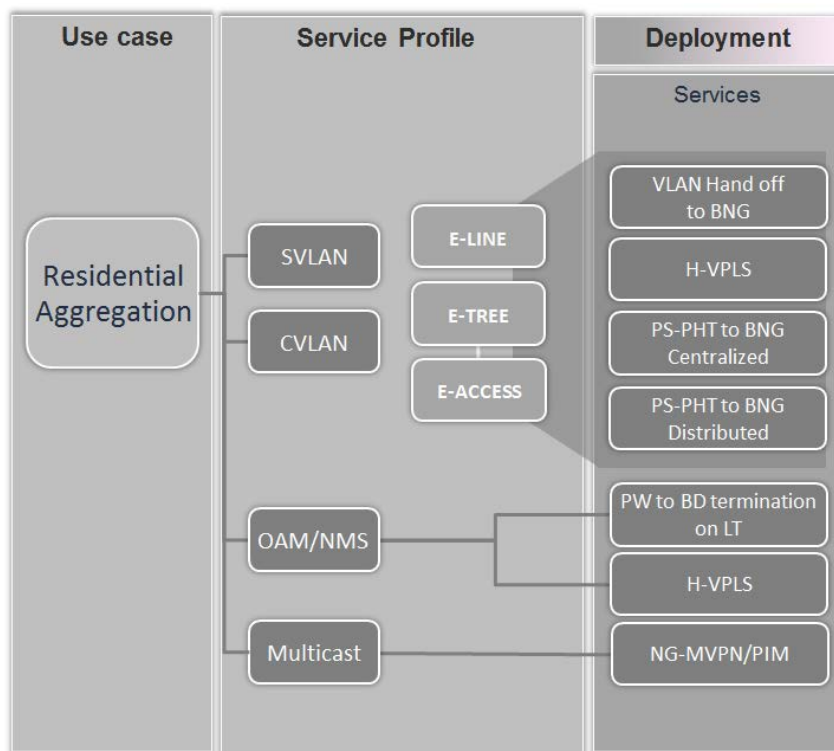 Use case
Service Profile
Deployment
Services
Residential
Aggregation
SVLAN
CVLAN
OAM/NMS
Multicast
E-LINE
E-TREE
E-ACCESS
VLAN Hand off
to BNG
H-VPLS
PS-PHT to BNG
Centralized
PS-PHT to BNG
Distributed
PW to BD termination
on LT
H-VPLS
NG-MVPN/PIM